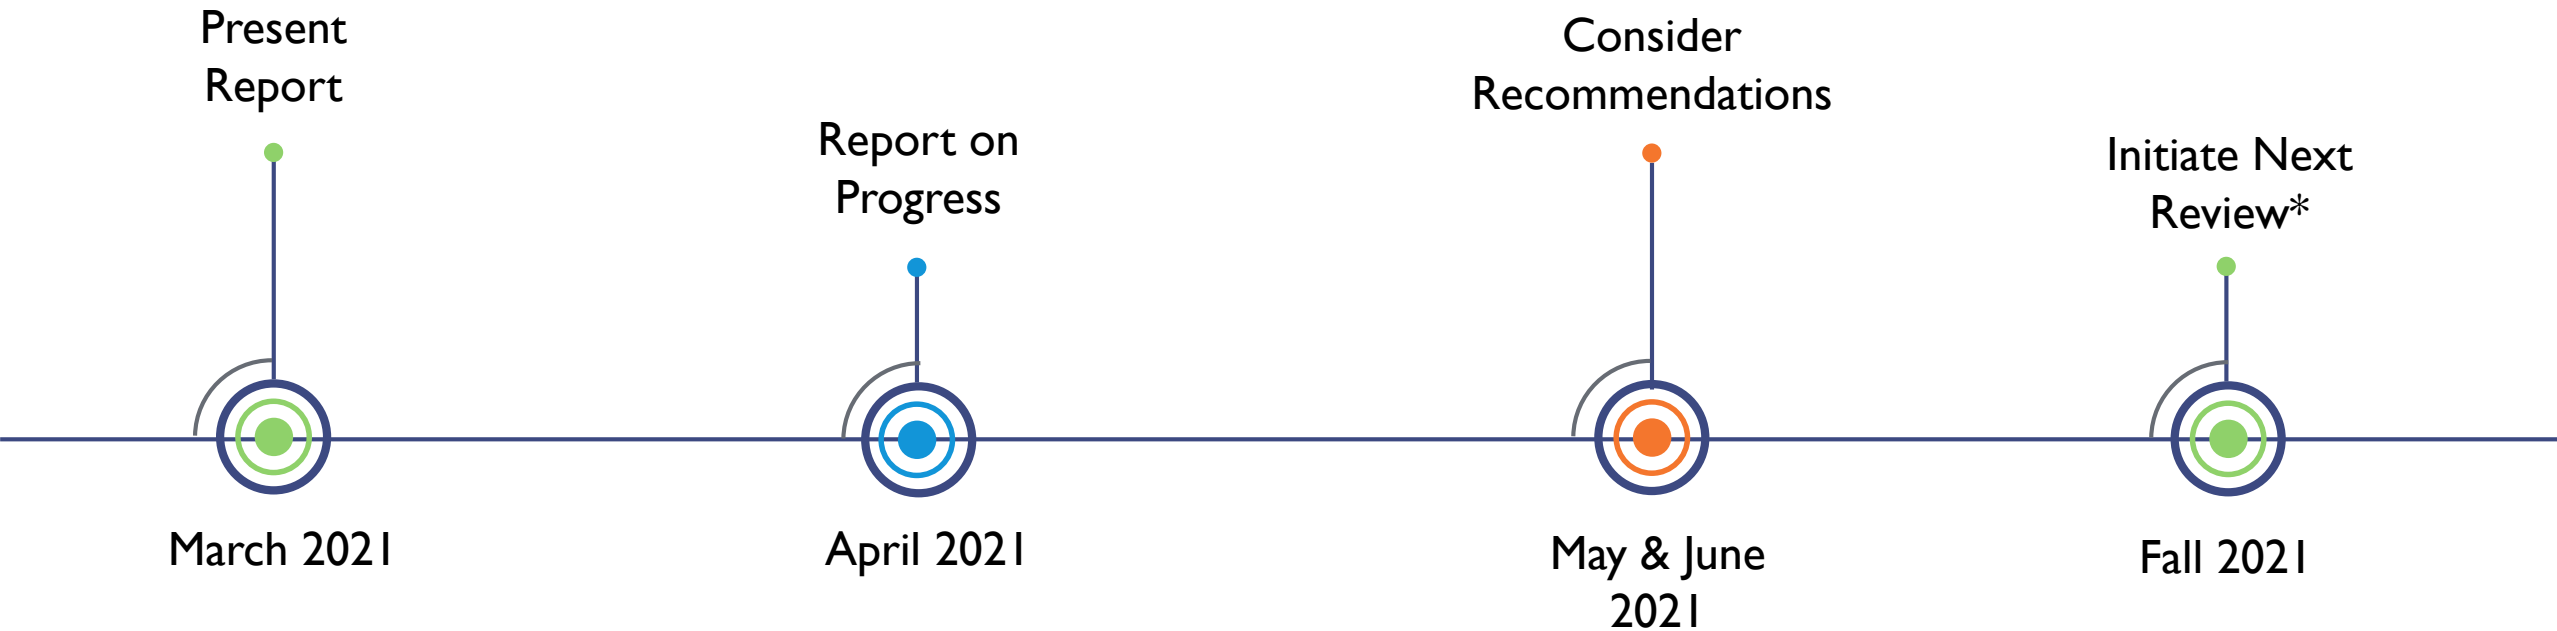 Present
Report
Report on
Progress
Consider
Recommendations
Initiate Next
Review*
March 2021
April 2021
May & June
2021
Fall 2021